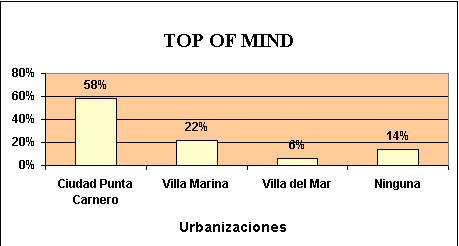 TOP OF MIND
80%
60%
40%
20%
0%
58%
22%
6%
14%
Ciudad Punta
Carnero
Villa Marina
Villa del Mar
Ninguna
Urbanizaciones